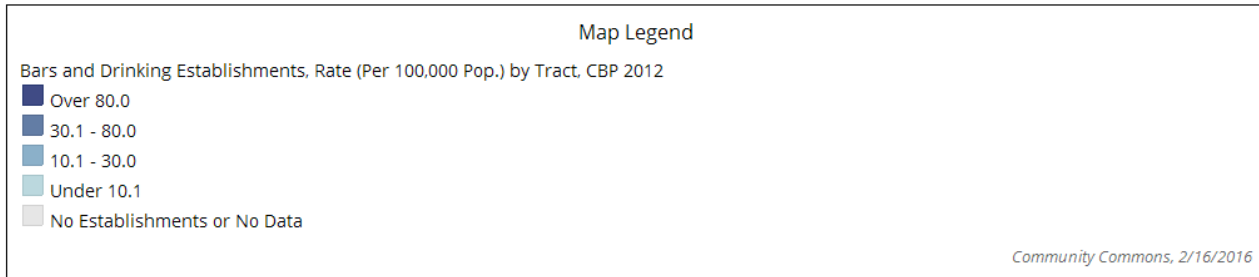 Map Legend
Bars and Drinking Establishments, Rate (Per 100,000 Pop.) by Tract, CBP 2012
Over 80.0
30.1 - 80.0
10.1 - 30.0
Under 10.1
No Establishments or No Data
Community Commons, 2/16/2016